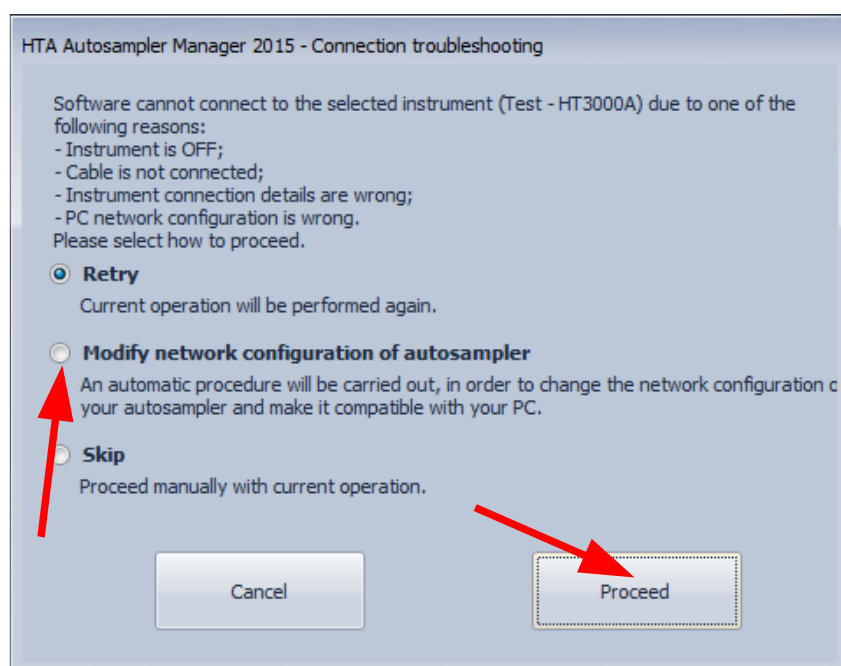 HTA Autosampler Manager 2015 - Connection troubleshooting
Software cannot connect to the selected instrument (Test - HT3000A) due to one of the
following reasons:
- Instrument is OFF;
- Cable is not connected;
- Instrument connection details are wrong;
- PC network configuration is wrong.
Please select how to proceed.
Retry
Current operation will be performed again.
Modify network configuration of autosampler
An automatic procedure will be carried out, in order to change the network configuration o
your autosampler and make it compatible with your PC.
Skip
Proceed manually with current operation.
Cancel
Proceed